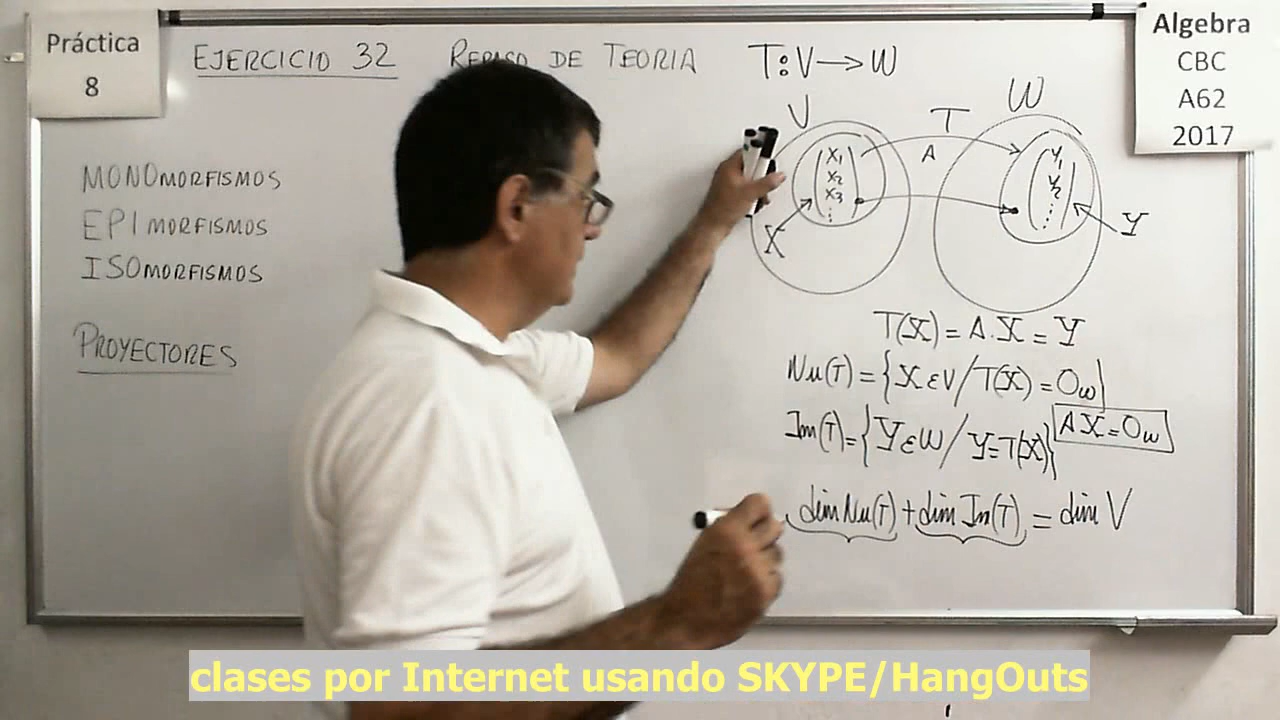 Práctica
8
EJERCICIO 32 REPASO DE TEORIA T:V→W
Algebra
CBC
A62
2017
MONOMORFISMOS
EPIMORFISMOS
ISOMORFISMOS
PROYECTORES
V T W
A
X₁
X₂
X₃
⋮
X
Y₁
Y₂
⋮
Y
T(X) = A.X = Y
Nu(T) = {X ε V / T(X) = 0w}
Im(T) = {Y ε W / Y = T(X)} AX = 0w
dim Nu(T) + dim Im(T) = dim V
clases por Internet usando SKYPE/HangOuts